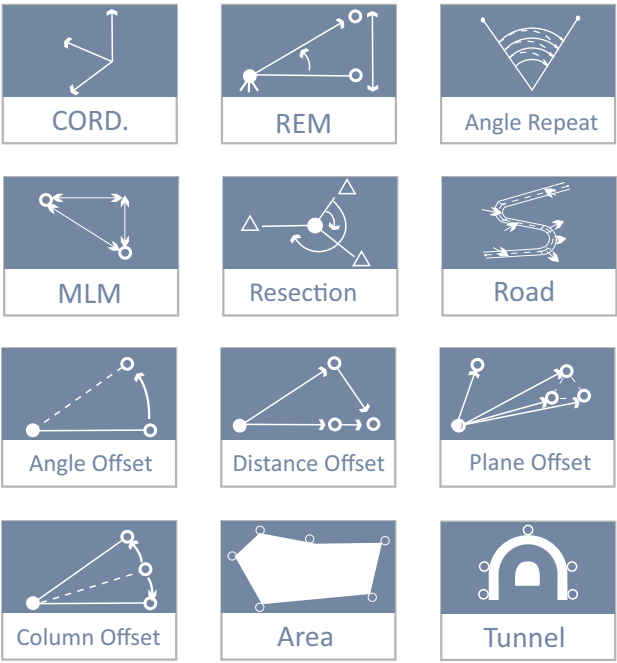 CORD.
REM
Angle Repeat
MLM
Resection
Road
Angle Offset
Distance Offset
Plane Offset
Column Offset
Area
Tunnel